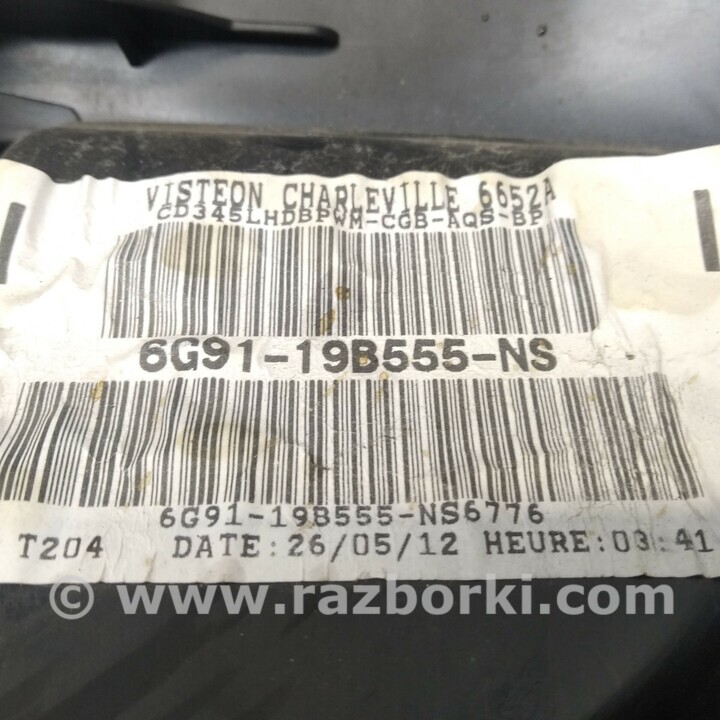 VISTEON CHARLEVILLE 6652A
CD345LHDBPWM-CGB-AQS-BP
6G91-19B555-NS
6G91-19B555-NS6776
T204 DATE:26/05/12 HEURE:03:41
© www.razborki.com